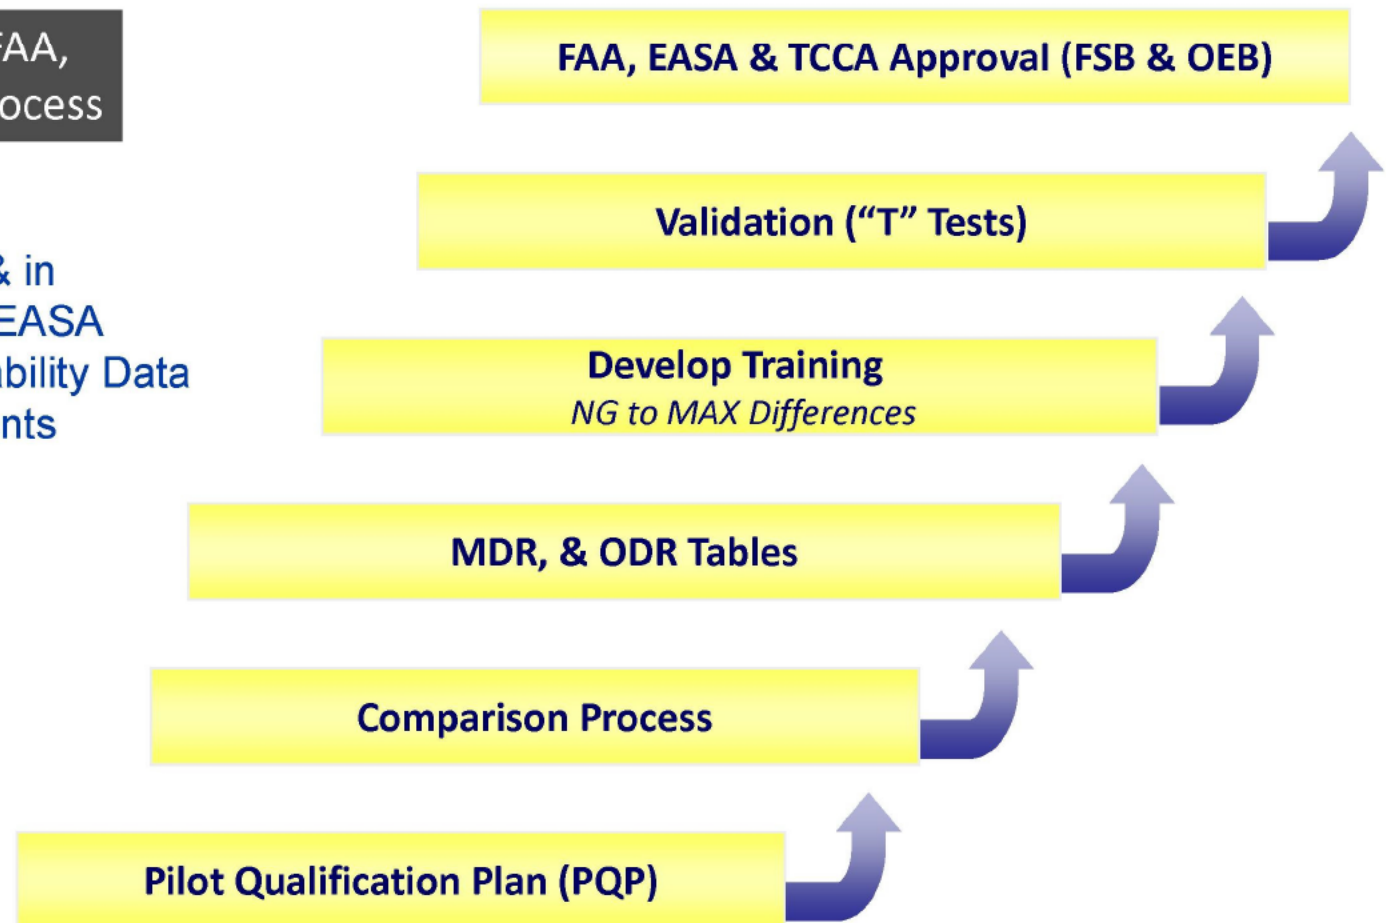 FAA,
ocess
& in
EASA
ability Data
nts
FAA, EASA & TCCA Approval (FSB & OEB)
Validation (“T” Tests)
Develop Training
NG to MAX Differences
MDR, & ODR Tables
Comparison Process
Pilot Qualification Plan (PQP)